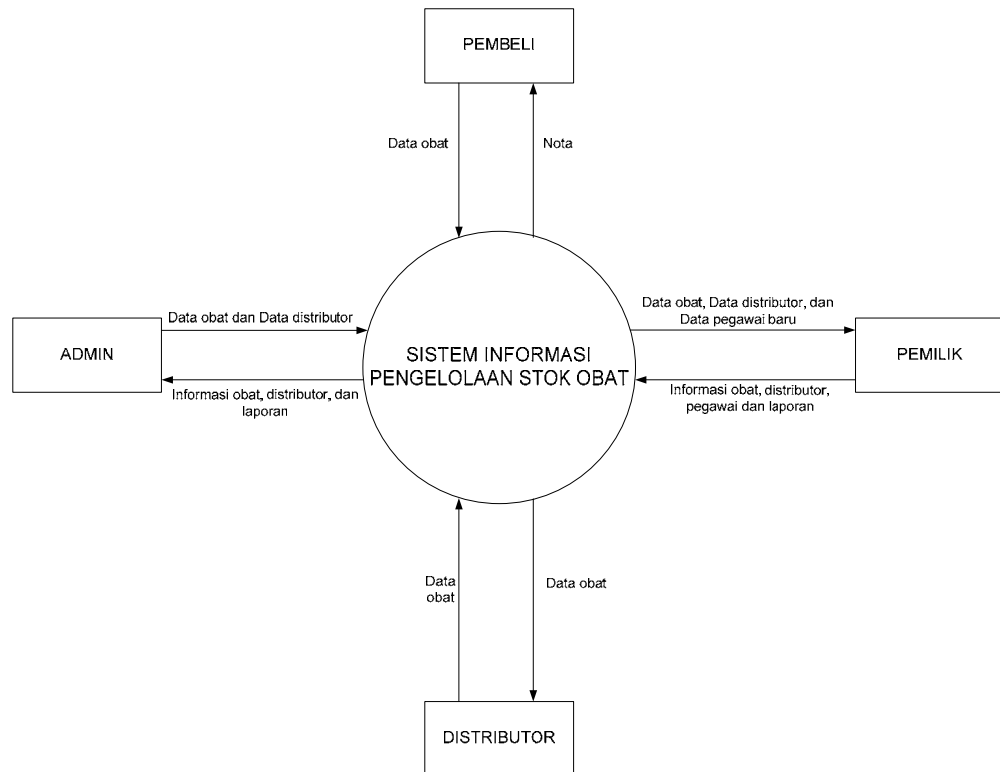 PEMBELI
Data obat
Nota
Data obat dan Data distributor
ADMIN
Informasi obat, distributor, dan
laporan
SISTEM INFORMASI
PENGELOLAAN STOK OBAT
Data obat, Data distributor, dan
Data pegawai baru
PEMILIK
Informasi obat, distributor,
pegawai dan laporan
Data
obat
Data obat
DISTRIBUTOR